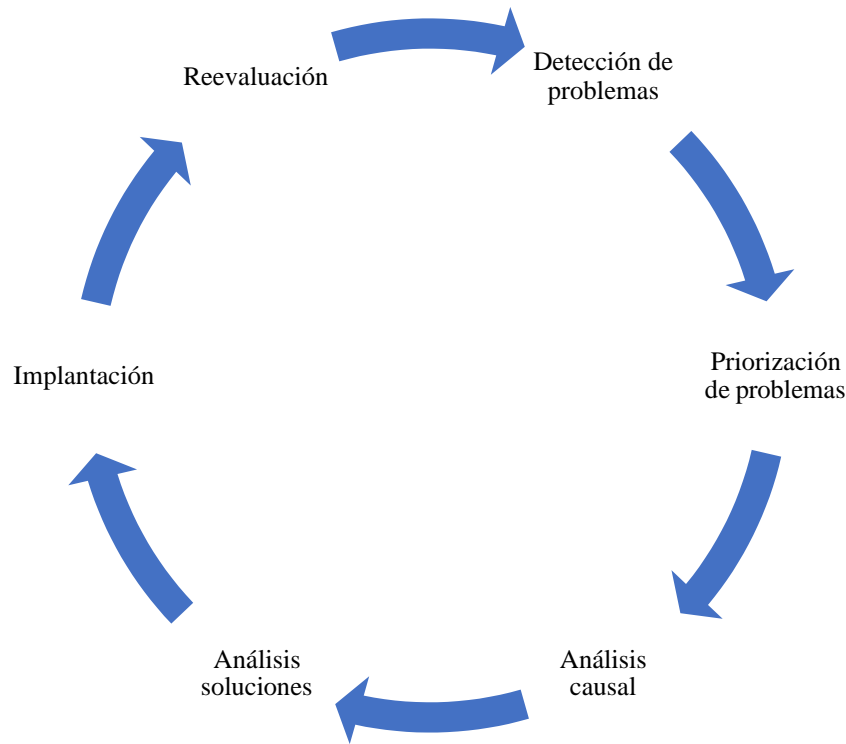 Detección de
problemas
Priorización
de problemas
Análisis
causal
Análisis
soluciones
Implantación
Reevaluación